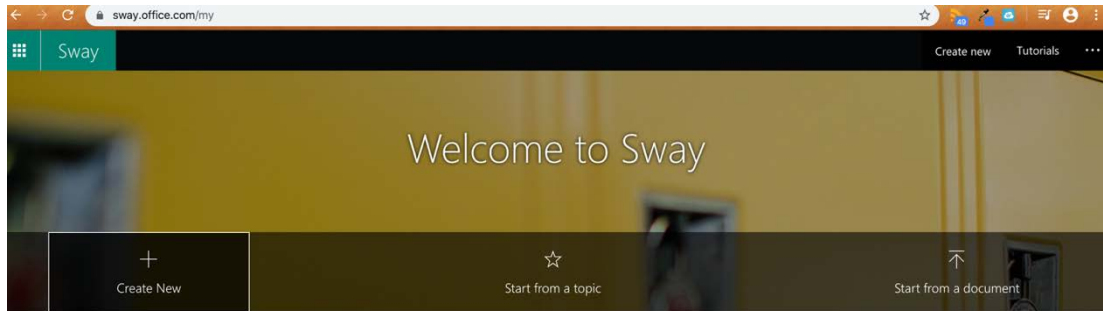 sway.office.com/my
49
Sway
Create new
Tutorials
Welcome to Sway
Create New
Start from a topic
Start from a document